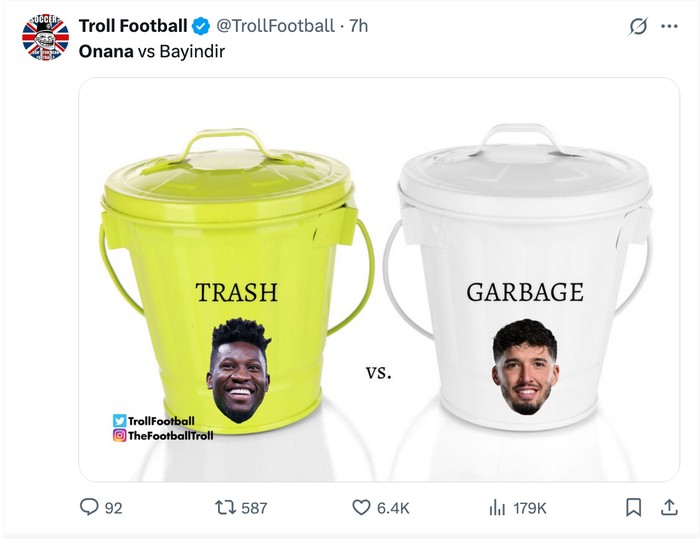 Troll Football @TrollFootball · 7h
Onana vs Bayindir
TRASH
GARBAGE
vs.
TrollFootball
TheFootballTroll
92 587 6.4K 179K